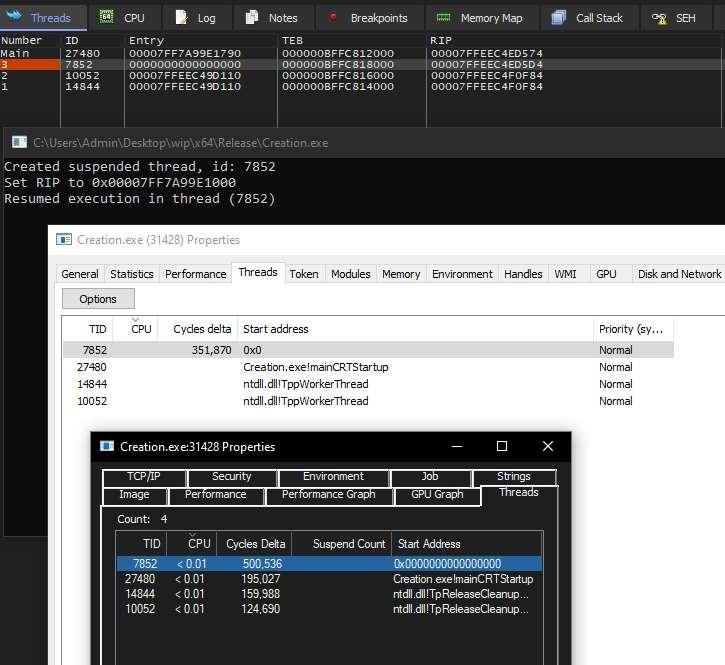 Threads CPU Log Notes Breakpoints Memory Map Call Stack SEH
Number ID Entry TEB RIP
Main 27480 00007FF7A99E1790 000000BFFC812000 00007FFEEC4ED574
3 7852 0000000000000000 000000BFFC818000 00007FFEEC4ED5D4
2 10052 00007FFEEC49D110 000000BFFC816000 00007FFEEC4F0F84
1 14844 00007FFEEC49D110 000000BFFC814000 00007FFEEC4F0F84
C:\Users\Admin\Desktop\wip\x64\Release\Creation.exe
Created suspended thread, id: 7852
Set RIP to 0x00007FF7A99E1000
Resumed execution in thread (7852)
Creation.exe (31428) Properties
General Statistics Performance Threads Token Modules Memory Environment Handles WMI GPU Disk and Network
Options
TID CPU Cycles delta Start address Priority (sy...
7852 351,870 0x0 Normal
27480 Creation.exe!mainCRTStartup Normal
14844 ntdll.dll!TppWorkerThread Normal
10052 ntdll.dll!TppWorkerThread Normal
Creation.exe:31428 Properties
TCP/IP Security Environment Job Strings
Image Performance Performance Graph GPU Graph Threads
Count: 4
TID CPU Cycles Delta Suspend Count Start Address
7852 < 0.01 500,536 0x0000000000000000
27480 < 0.01 195,027 Creation.exe!mainCRTStartup
14844 < 0.01 159,988 ntdll.dll!TpReleaseCleanup...
10052 < 0.01 124,690 ntdll.dll!TpReleaseCleanup...